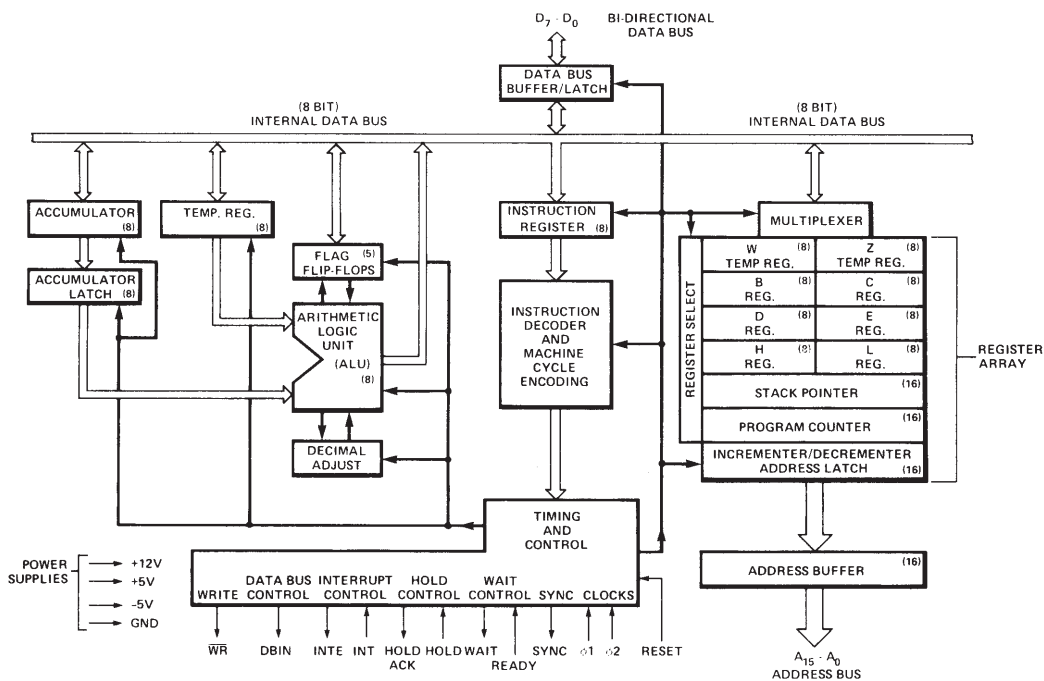 D7 - D0
BI-DIRECTIONAL
DATA BUS
DATA BUS
BUFFER/LATCH
(8 BIT)
INTERNAL DATA BUS
(8 BIT)
INTERNAL DATA BUS
ACCUMULATOR
(8)
TEMP. REG.
(8)
INSTRUCTION
REGISTER (8)
MULTIPLEXER
ACCUMULATOR
LATCH (8)
FLAG (5)
FLIP-FLOPS
ARITHMETIC
LOGIC
UNIT
(ALU)
(8)
DECIMAL
ADJUST
INSTRUCTION
DECODER
AND
MACHINE
CYCLE
ENCODING
REGISTER SELECT
W (8)
TEMP REG.
Z (8)
TEMP REG.
B (8)
REG.
C (8)
REG.
D (8)
REG.
E (8)
REG.
H (8)
REG.
L (8)
REG.
STACK POINTER (16)
PROGRAM COUNTER (16)
INCREMENTER/DECREMENTER
ADDRESS LATCH (16)
REGISTER
ARRAY
TIMING
AND
CONTROL
POWER
SUPPLIES
+12V
+5V
-5V
GND
WRITE
DATA BUS
CONTROL
INTERRUPT
CONTROL
HOLD
CONTROL
WAIT
CONTROL
SYNC
CLOCKS
W̅R̅
DBIN
INTE
INT
HOLD
ACK
HOLD
WAIT
READY
SYNC
ϕ1
ϕ2
RESET
ADDRESS BUFFER (16)
A15 - A0
ADDRESS BUS